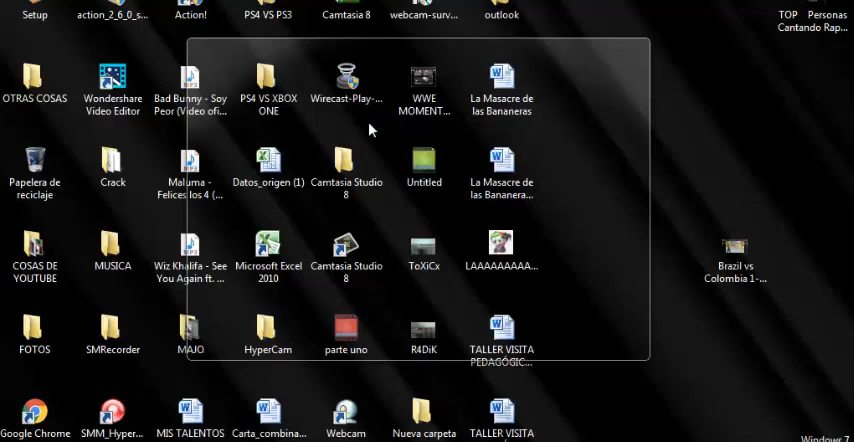 Setup
action_2_6_0_s...
Action!
PS4 VS PS3
Camtasia 8
webcam-surv...
outlook
TOP Personas
Cantando Rap...
OTRAS COSAS
Wondershare
Video Editor
Bad Bunny - Soy
Peor (Video ofi...
PS4 VS XBOX
ONE
Wirecast-Play-...
WWE
MOMENT...
La Masacre de
las Bananeras
Papelera de
reciclaje
Crack
Maluma -
Felices los 4 (...
Datos_origen (1)
Camtasia Studio
8
Untitled
La Masacre de
las Bananera...
COSAS DE
YOUTUBE
MUSICA
Wiz Khalifa - See
You Again ft. ...
Microsoft Excel
2010
Camtasia Studio
8
ToXiCx
LAAAAAAAAA...
Brazil vs
Colombia 1-...
FOTOS
SMRecorder
MAJO
HyperCam
parte uno
R4DiK
TALLER VISITA
PEDAGÓGIC...
Google Chrome
SMM_Hyper...
MIS TALENTOS
Carta_combina...
Webcam
Nueva carpeta
TALLER VISITA
Windows 7